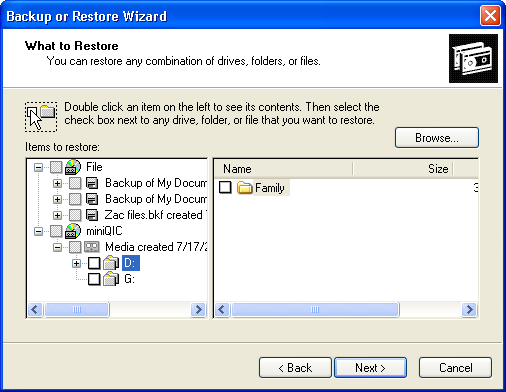 Backup or Restore Wizard
What to Restore
You can restore any combination of drives, folders, or files.
Double click an item on the left to see its contents. Then select the
check box next to any drive, folder, or file that you want to restore.
Browse...
Items to restore:
File
Backup of My Docum
Backup of My Docum
Zac files.bkf created 7
miniQIC
Media created 7/17/2
D:
G:
Name Size
Family 3
< Back Next > Cancel